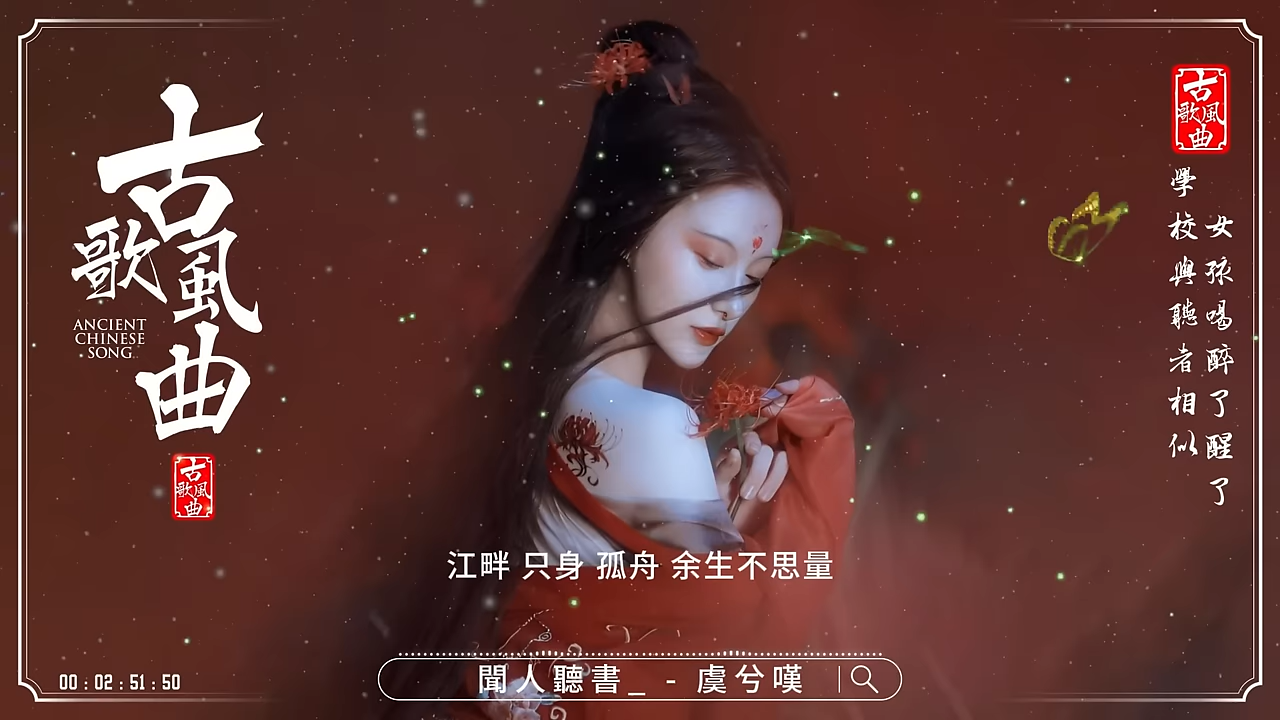 古風歌曲
ANCIENT
CHINESE
SONG
古風歌曲
古風歌曲
女孩喝醉了醒了
學校與聽者相似
江畔 只身 孤舟 余生不思量
聞人聽書_ - 虞兮嘆
00:02:51:50